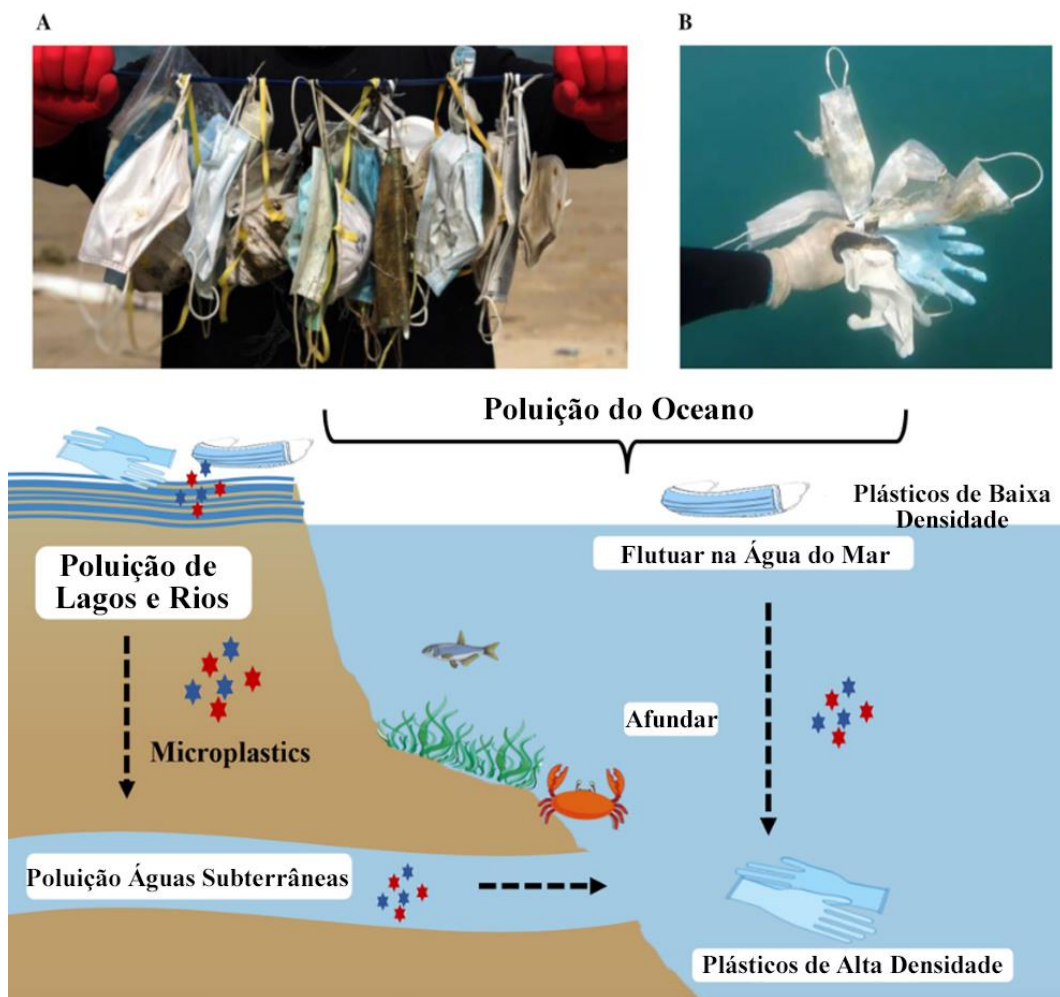 A
B
Poluição do Oceano
Plásticos de Baixa
Densidade
Flutuar na Água do Mar
Poluição de
Lagos e Rios
Afundar
Microplastics
Poluição Águas Subterrâneas
Plásticos de Alta Densidade